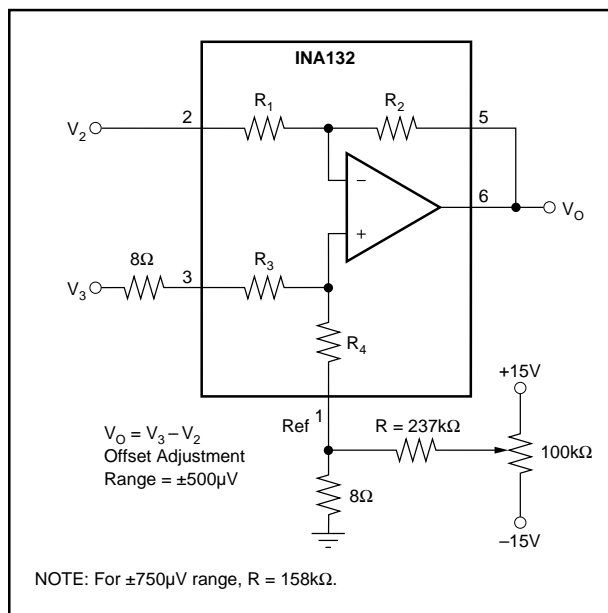 INA132
R1
R2
2
5
V2
−
6
VO
+
8Ω
3
R3
V3
R4
+15V
1
Ref
R = 237kΩ
100kΩ
VO = V3 – V2
Offset Adjustment
Range = ±500µV
8Ω
–15V
NOTE: For ±750µV range, R = 158kΩ.